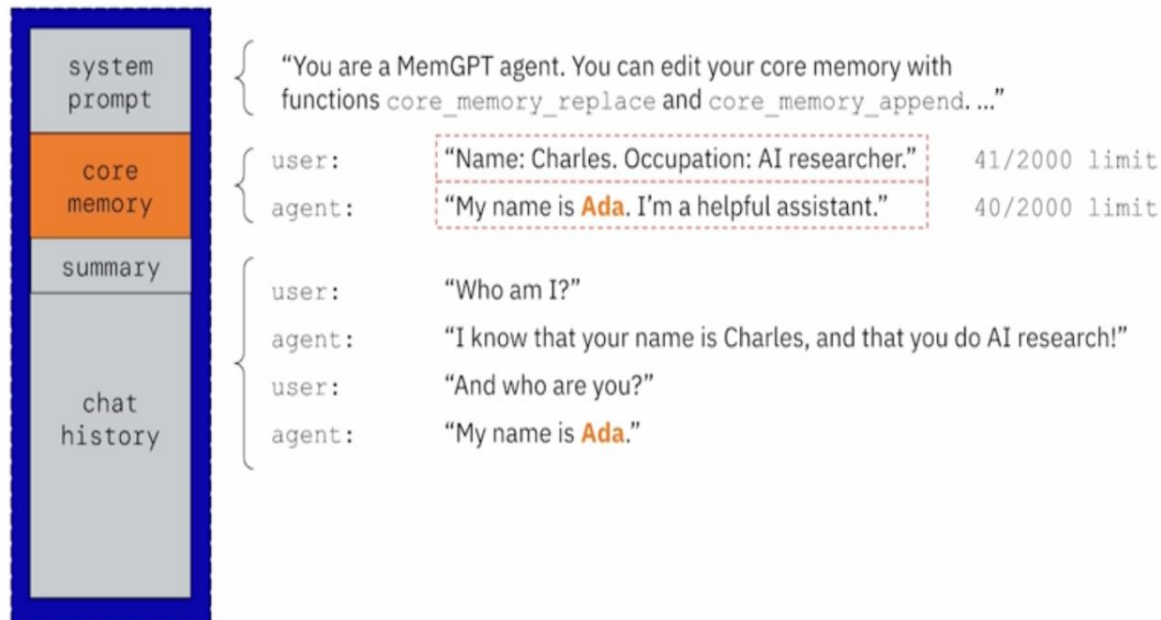 system
prompt
“You are a MemGPT agent. You can edit your core memory with
functions core_memory_replace and core_memory_append. ...”
core
memory
user: “Name: Charles. Occupation: AI researcher.” 41/2000 limit
agent: “My name is Ada. I’m a helpful assistant.” 40/2000 limit
summary
user: “Who am I?”
agent: “I know that your name is Charles, and that you do AI research!”
chat
history
user: “And who are you?”
agent: “My name is Ada.”